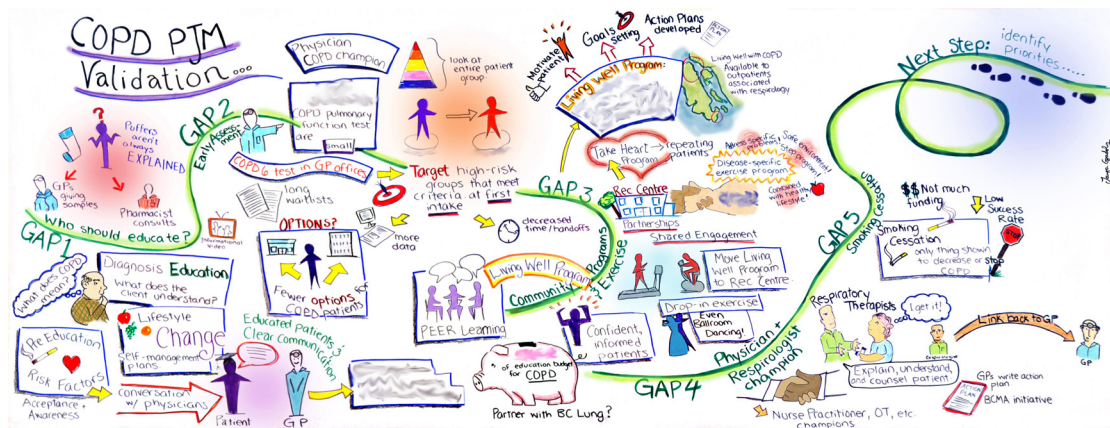 COPD PJM
Validation...
?
Puffers
aren't
always
EXPLAINED
GPs
giving
samples
Pharmacist
consults
Who should educate?
GAP 1
What does COPD
mean?
Diagnosis Education
What does the
client understand?
Pre Education
Risk Factors
Acceptance +
Awareness
Lifestyle
Change
Self-management
plans
conversation
w/ physicians
Patient
GP
Educated patients;
Clear Communication
GAP 2
Early Assessment
Physician
COPD champion
COPD pulmonary
function test
are
small
COPD 6 test in GP offices
long
waitlists
Informational
Video
OPTIONS?
Fewer options for
COPD patients
more
data
look at
entire patient
group
Target high-risk
groups that meet
criteria at first
intake
decreased
time/handoffs
GAP 3
Programs
Exercise
Community
Living Well Program
PEER Learning
% of education budget
for COPD
Partner with BC Lung?
Motivate
patient
Goals
setting
Action Plans
developed
ACTION
PLAN
Living Well Program:
Living Well with COPD
Available to
outpatients
associated
with respirology
Take Heart → repeating
Program patients
Address specific
problems
Safe environment
Step program!
Disease-specific
exercise program
Combined
with healthy
lifestyle!
Rec Centre
Partnerships
Shared Engagement
Move Living
Well Program
to Rec Centre
Drop-in exercise
Even
Ballroom
Dancing!
Confident,
informed
patients
GAP 4
Physician +
Respirologist
champion
Nurse Practitioner, OT, etc.
champions
GAP 5
Smoking Cessation
$$ Not much
funding
Low
Success
Rate
STOP
Smoking
Cessation
only thing shown
to decrease or stop
COPD
Respiratory
Therapists
I get it!
Explain, understand,
and counsel patient
Link back to GP
GP
GPs write action
plan
BCMA initiative
ACTION
PLAN
Next Step: identify
priorities.....